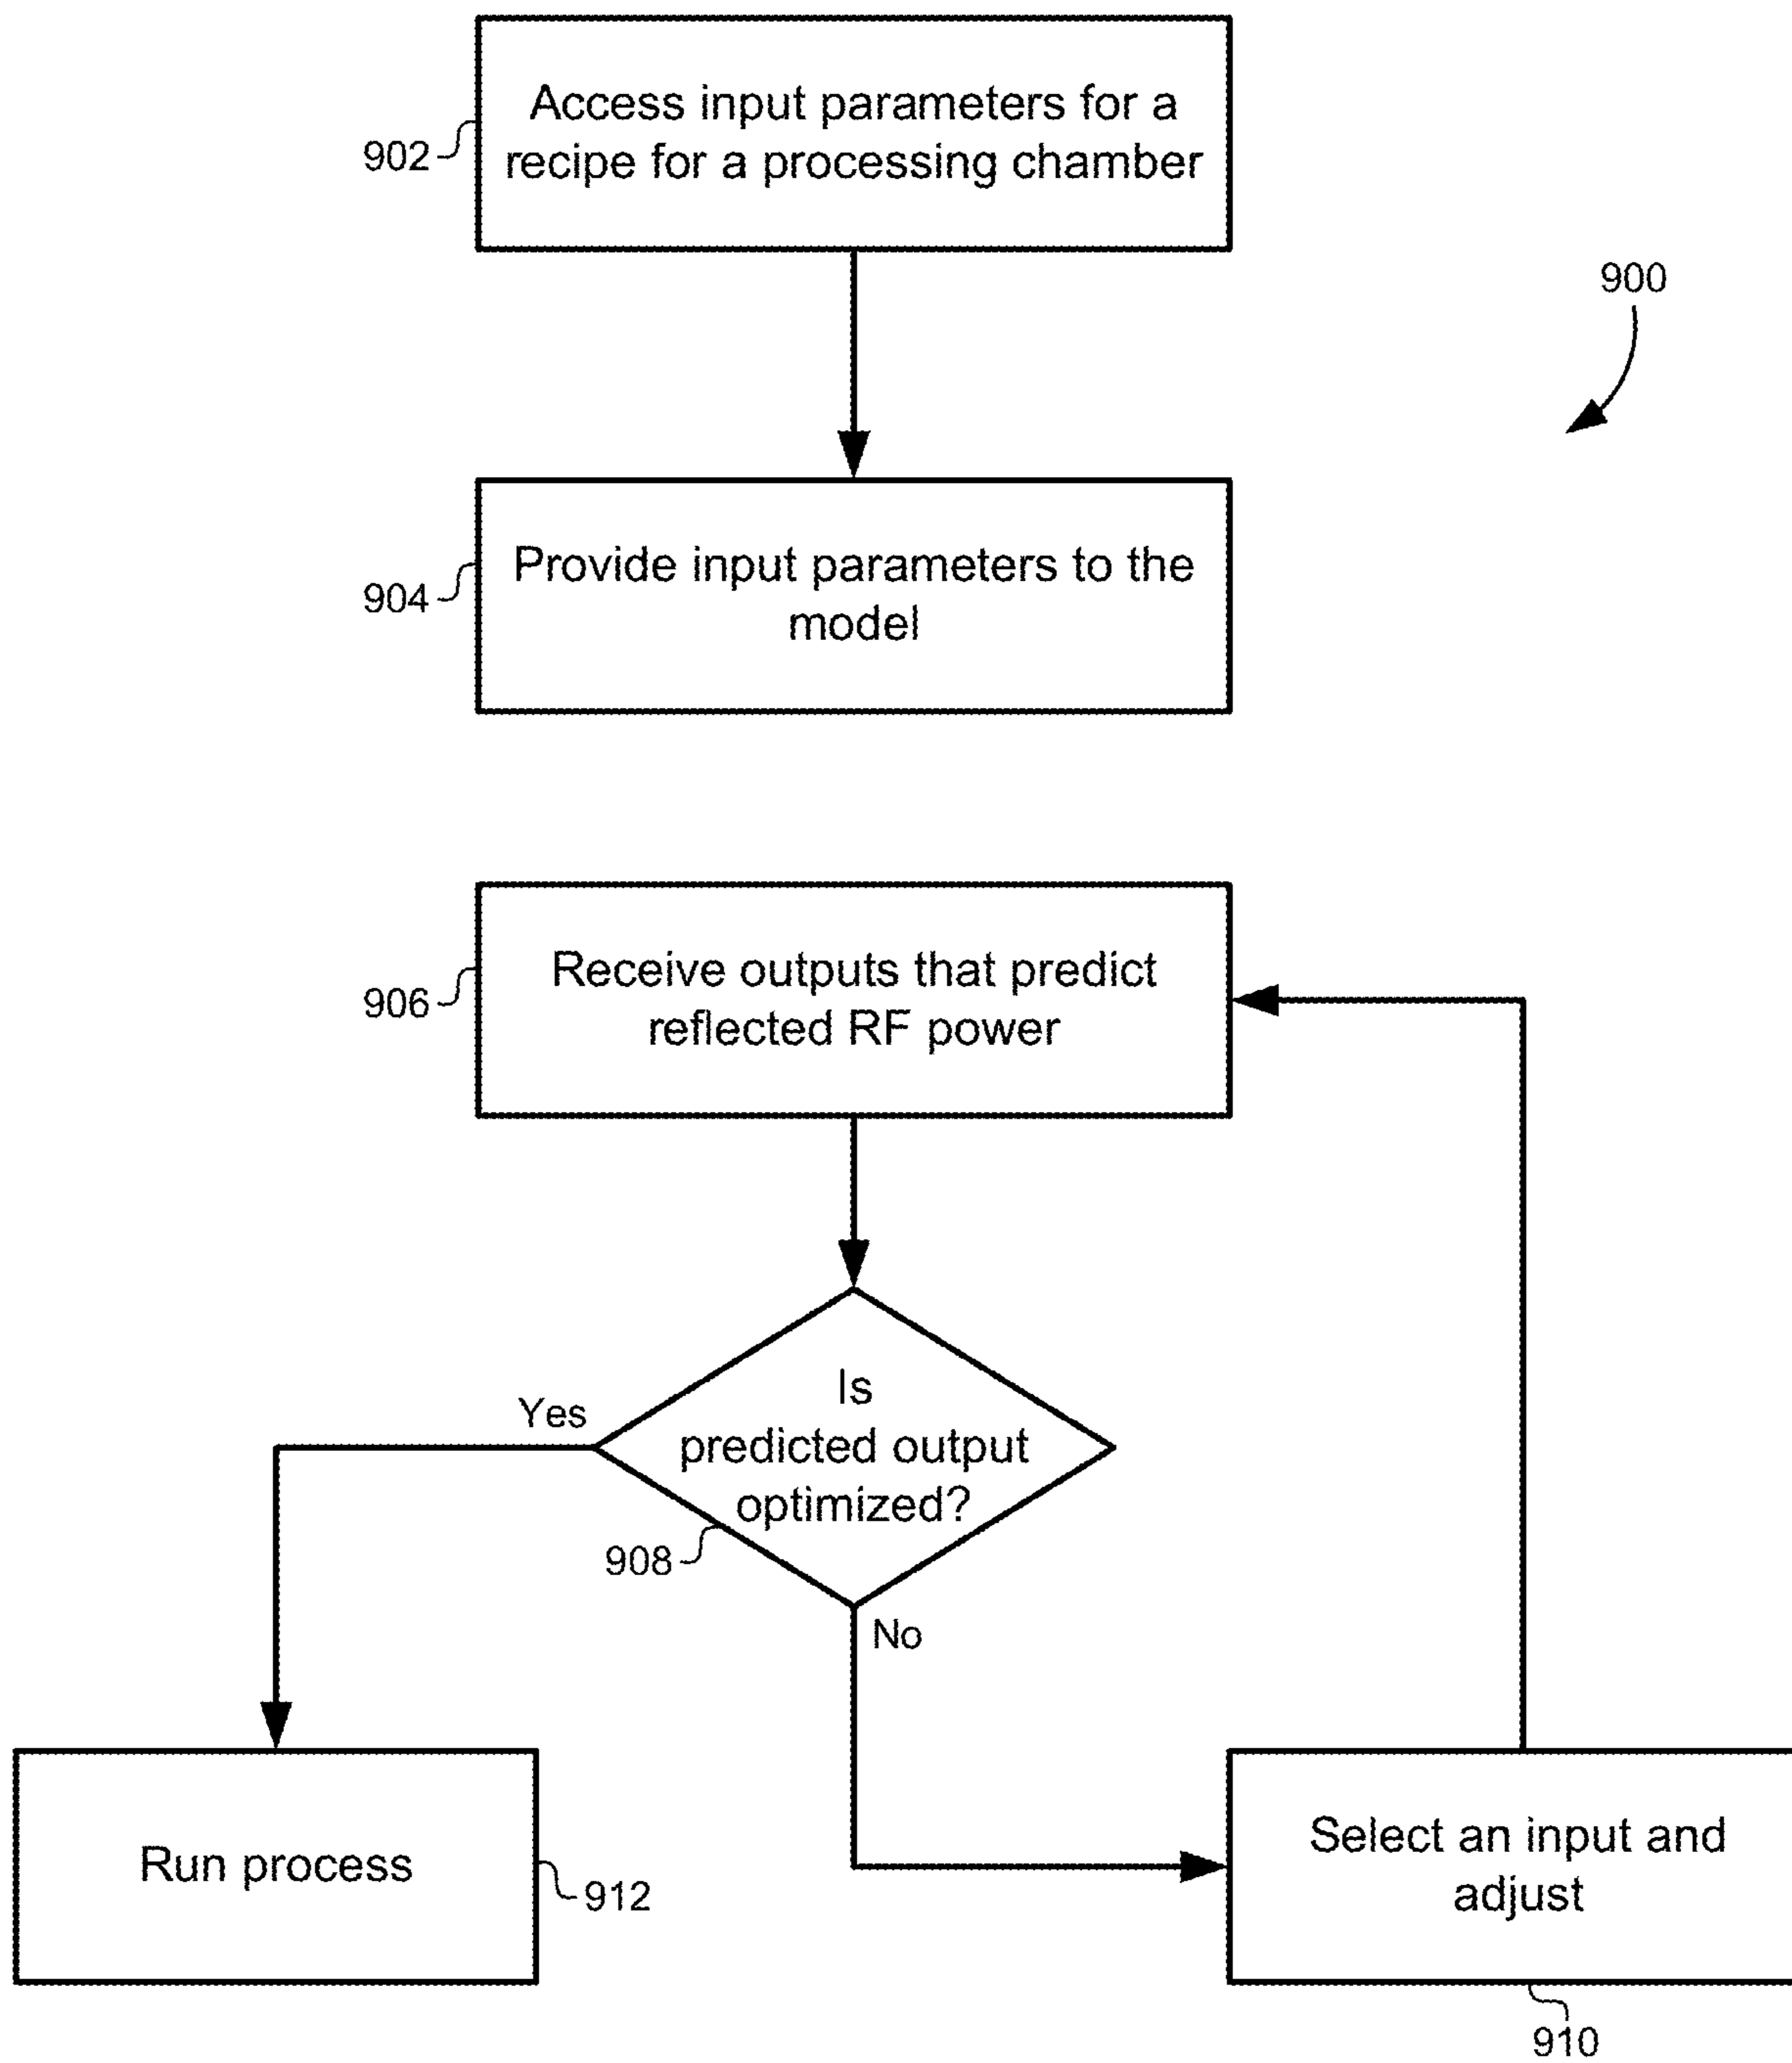 Access input parameters for a
recipe for a processing chamber
902
900
Provide input parameters to the
model
904
Receive outputs that predict
reflected RF power
906
Is
predicted output
optimized?
Yes
908
No
Run process
912
Select an input and
adjust
910